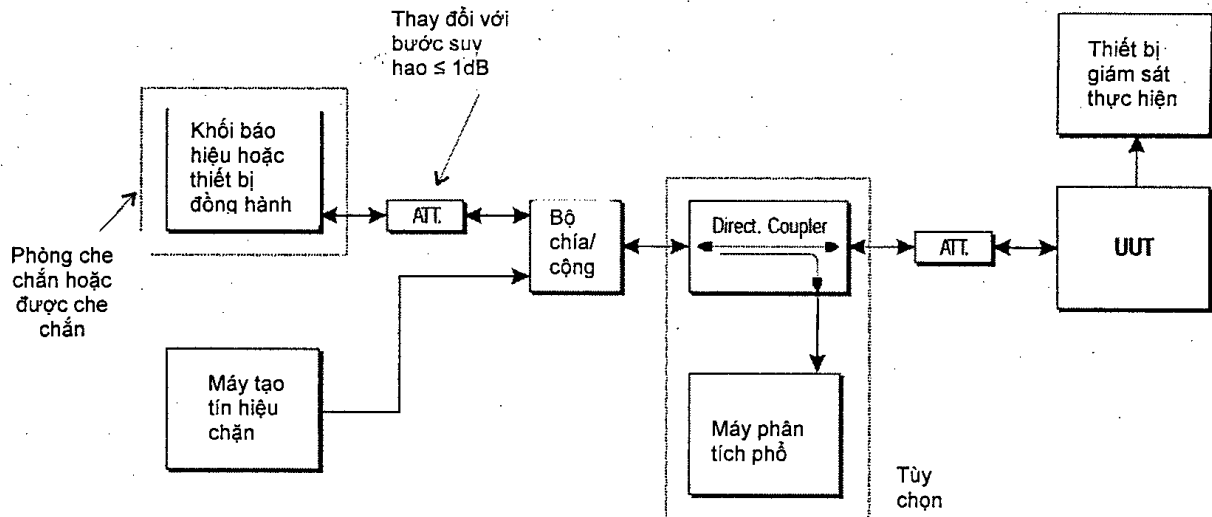 Thay đổi với
bước suy
hao ≤ 1dB
Thiết bị
giám sát
thực hiện
Khối báo
hiệu hoặc
thiết bị
đồng hành
ATT.
Bộ
chía/
cộng
Direct. Coupler
ATT.
UUT
Phòng che
chắn hoặc
được che
chắn
Máy tạo
tín hiệu
chặn
Máy phân
tích phổ
Tùy
chọn